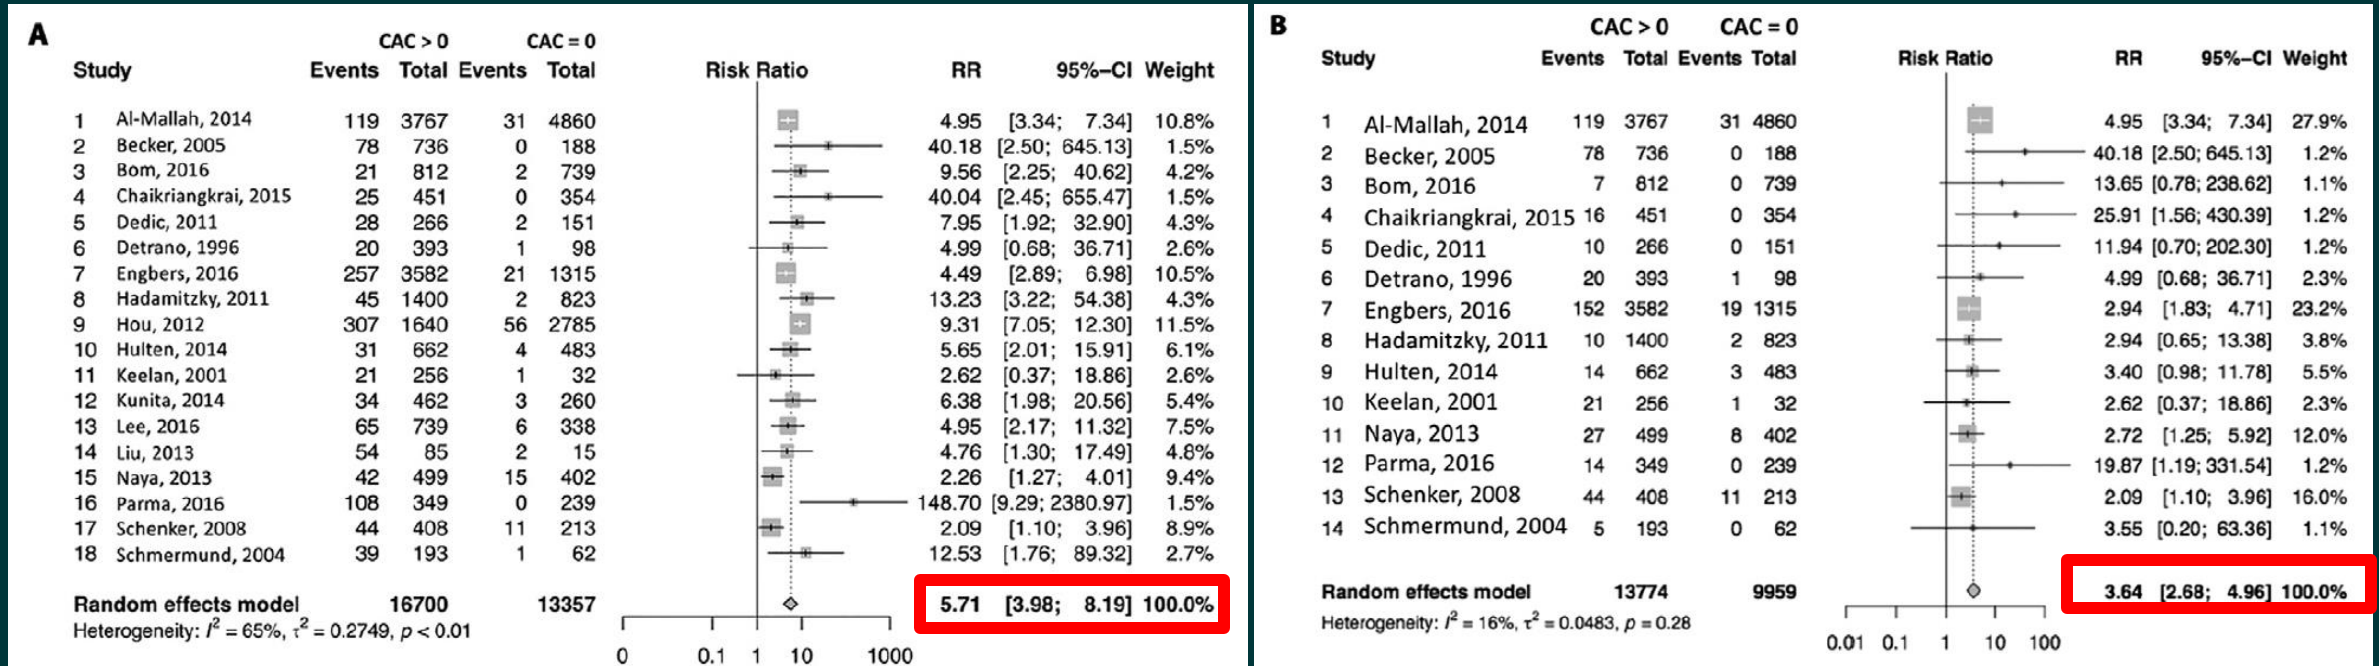 A
CAC > 0 CAC = 0
Study Events Total Events Total Risk Ratio RR 95%–CI Weight
1 Al-Mallah, 2014 119 3767 31 4860 4.95 [3.34; 7.34] 10.8%
2 Becker, 2005 78 736 0 188 40.18 [2.50; 645.13] 1.5%
3 Bom, 2016 21 812 2 739 9.56 [2.25; 40.62] 4.2%
4 Chaikriangkrai, 2015 25 451 0 354 40.04 [2.45; 655.47] 1.5%
5 Dedic, 2011 28 266 2 151 7.95 [1.92; 32.90] 4.3%
6 Detrano, 1996 20 393 1 98 4.99 [0.68; 36.71] 2.6%
7 Engbers, 2016 257 3582 21 1315 4.49 [2.89; 6.98] 10.5%
8 Hadamitzky, 2011 45 1400 2 823 13.23 [3.22; 54.38] 4.3%
9 Hou, 2012 307 1640 56 2785 9.31 [7.05; 12.30] 11.5%
10 Hulten, 2014 31 662 4 483 5.65 [2.01; 15.91] 6.1%
11 Keelan, 2001 21 256 1 32 2.62 [0.37; 18.86] 2.6%
12 Kunita, 2014 34 462 3 260 6.38 [1.98; 20.56] 5.4%
13 Lee, 2016 65 739 6 338 4.95 [2.17; 11.32] 7.5%
14 Liu, 2013 54 85 2 15 4.76 [1.30; 17.49] 4.8%
15 Naya, 2013 42 499 15 402 2.26 [1.27; 4.01] 9.4%
16 Parma, 2016 108 349 0 239 148.70 [9.29; 2380.97] 1.5%
17 Schenker, 2008 44 408 11 213 2.09 [1.10; 3.96] 8.9%
18 Schmermund, 2004 39 193 1 62 12.53 [1.76; 89.32] 2.7%
Random effects model 16700 13357 5.71 [3.98; 8.19] 100.0%
Heterogeneity: I² = 65%, τ² = 0.2749, p < 0.01
0 0.1 1 10 1000
B
CAC > 0 CAC = 0
Study Events Total Events Total Risk Ratio RR 95%–CI Weight
1 Al-Mallah, 2014 119 3767 31 4860 4.95 [3.34; 7.34] 27.9%
2 Becker, 2005 78 736 0 188 40.18 [2.50; 645.13] 1.2%
3 Bom, 2016 7 812 0 739 13.65 [0.78; 238.62] 1.1%
4 Chaikriangkrai, 2015 16 451 0 354 25.91 [1.56; 430.39] 1.2%
5 Dedic, 2011 10 266 0 151 11.94 [0.70; 202.30] 1.2%
6 Detrano, 1996 20 393 1 98 4.99 [0.68; 36.71] 2.3%
7 Engbers, 2016 152 3582 19 1315 2.94 [1.83; 4.71] 23.2%
8 Hadamitzky, 2011 10 1400 2 823 2.94 [0.65; 13.38] 3.8%
9 Hulten, 2014 14 662 3 483 3.40 [0.98; 11.78] 5.5%
10 Keelan, 2001 21 256 1 32 2.62 [0.37; 18.86] 2.3%
11 Naya, 2013 27 499 8 402 2.72 [1.25; 5.92] 12.0%
12 Parma, 2016 14 349 0 239 19.87 [1.19; 331.54] 1.2%
13 Schenker, 2008 44 408 11 213 2.09 [1.10; 3.96] 16.0%
14 Schmermund, 2004 5 193 0 62 3.55 [0.20; 63.36] 1.1%
Random effects model 13774 9959 3.64 [2.68; 4.96] 100.0%
Heterogeneity: I² = 16%, τ² = 0.0483, p = 0.28
0.01 0.1 1 10 100